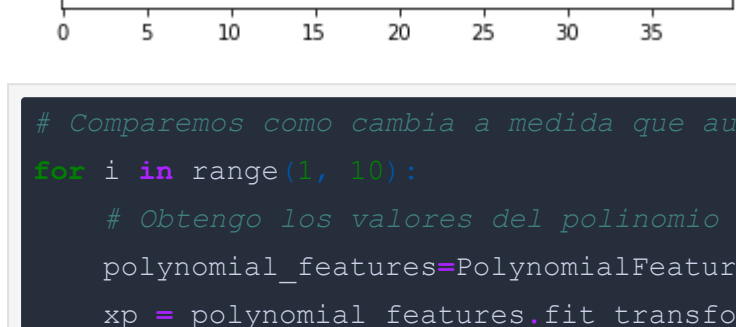 0 5 10 15 20 25 30 35
# Comparemos como cambia a medida que au
for i in range(1, 10):
# Obtengo los valores del polinomio
polynomial_features=PolynomialFeatur
xp = polynomial_features.fit_transfo